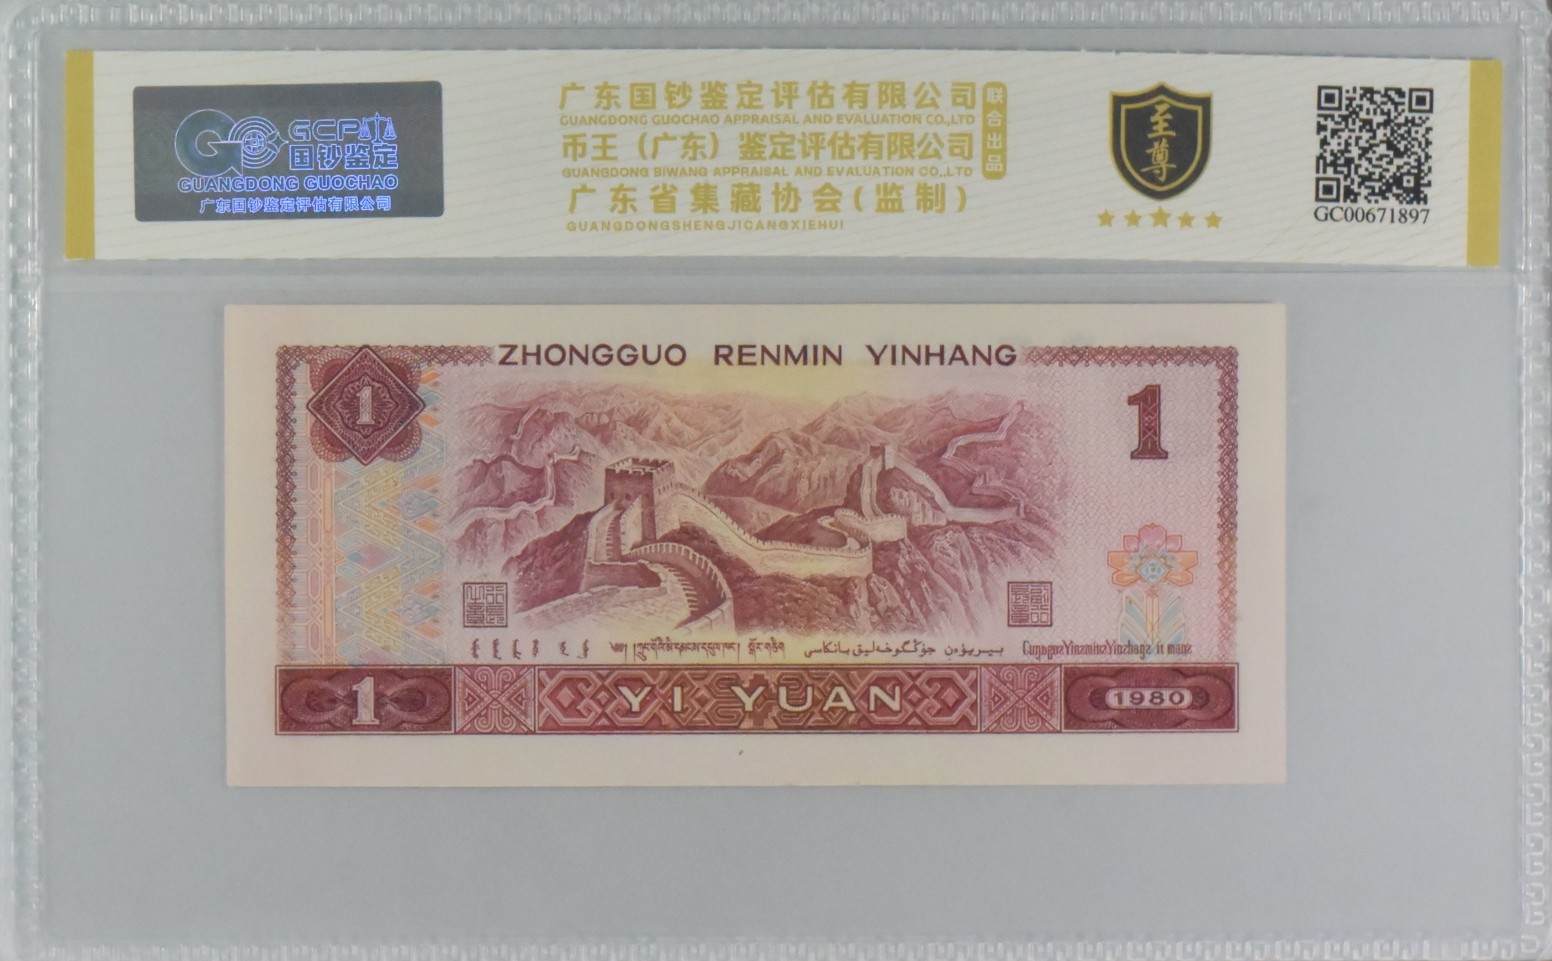 GCP
国钞鉴定
GUANGDONG GUOCHAO
广东国钞鉴定评估有限公司
广东国钞鉴定评估有限公司
GUANGDONG GUOCHAO APPRAISAL AND EVALUATION CO.,LTD
币王（广东）鉴定评估有限公司
GUANGDONG BIWANG APPRAISAL AND EVALUATION CO.,LTD
广东省集藏协会(监制)
GUANGDONGSHENGJICANGXIEHUI
联合出品
至尊
GC00671897
ZHONGGUO RENMIN YINHANG
1
1
بىريۋەن جۇڭگوخەلىق بانكاسى
YI YUAN
1
1980